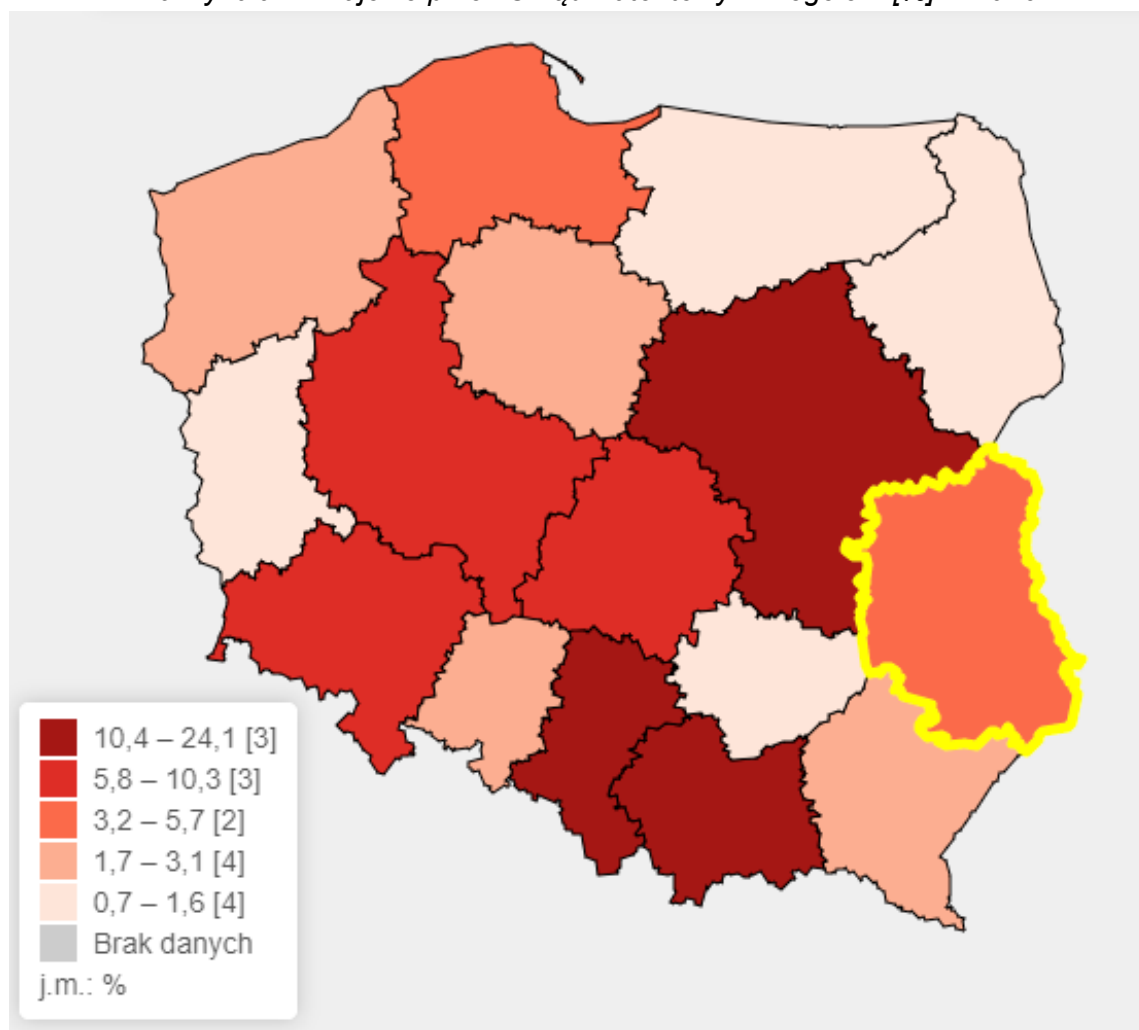 10,4 – 24,1 [3]
5,8 – 10,3 [3]
3,2 – 5,7 [2]
1,7 – 3,1 [4]
0,7 – 1,6 [4]
Brak danych
j.m.: %